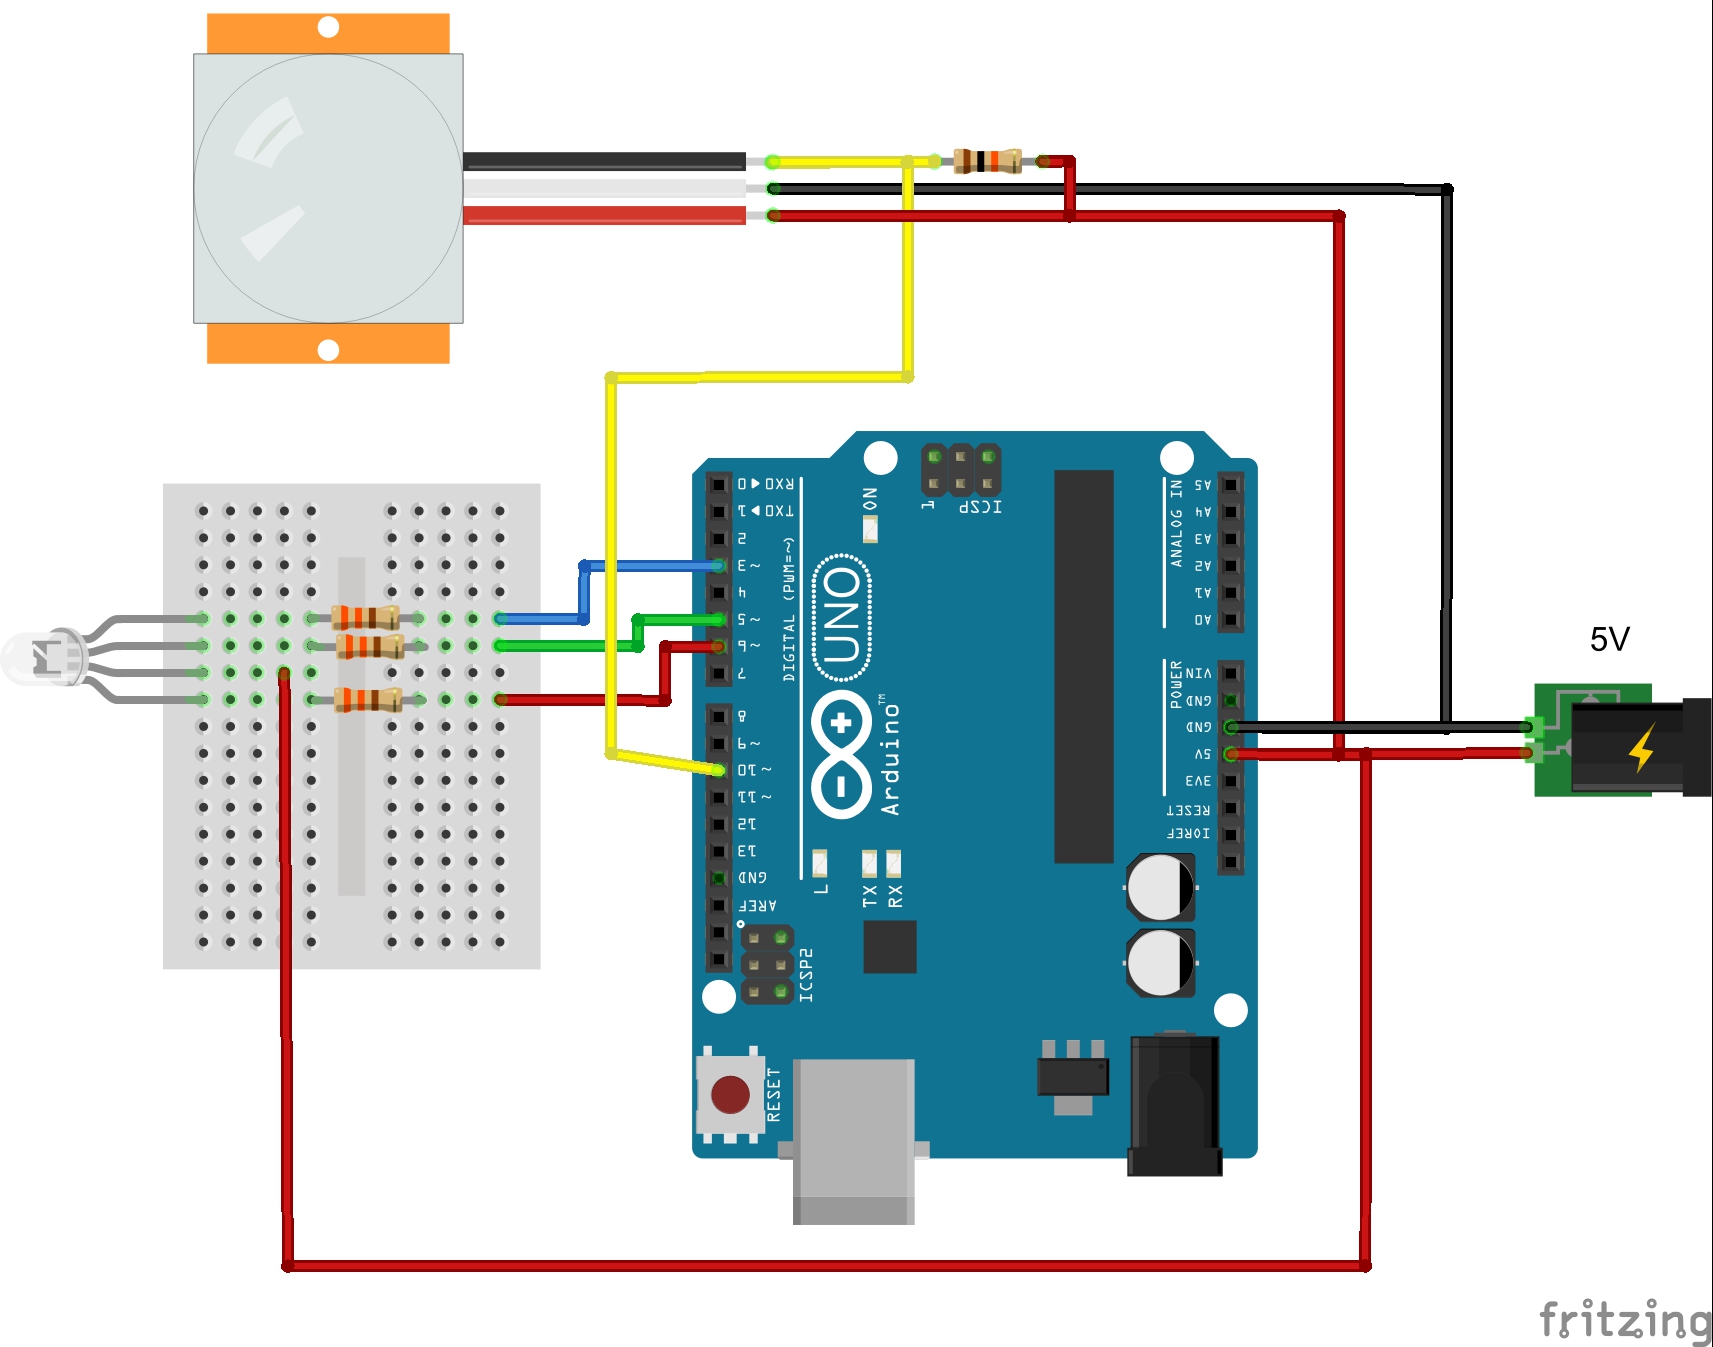 RX0 ◄ 0
TX0 ► 1
2
3 ~
4
5 ~
6 ~
7
8
9 ~
10 ~
11 ~
12
13
GND
AREF
DIGITAL (PWM=~)
ON
1
ICSP
UNO
Arduino™
L
TX
RX
ICSP2
RESET
ANALOG IN
A5
A4
A3
A2
A1
A0
POWER
VIN
GND
GND
5V
3V3
RESET
IOREF
5V
fritzing